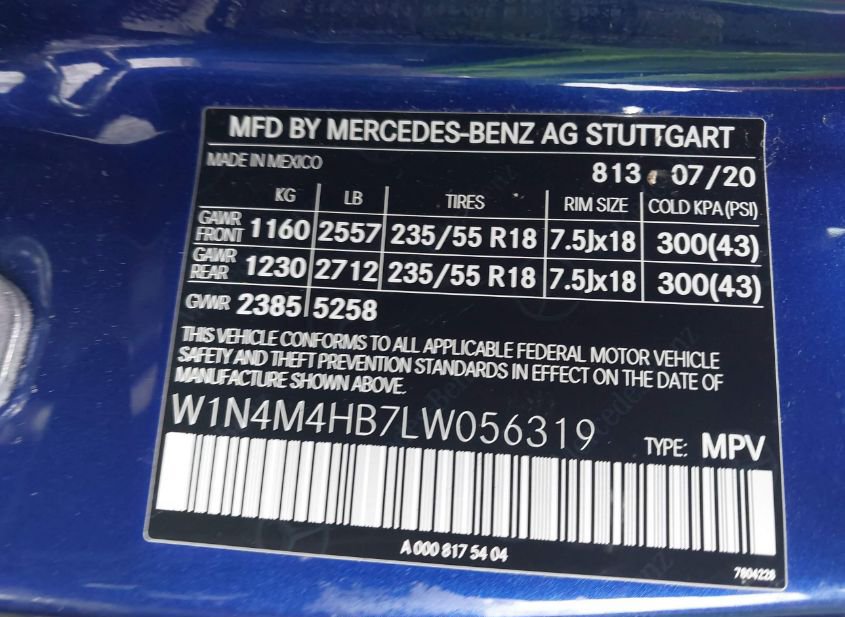 MFD BY MERCEDES-BENZ AG STUTTGART
MADE IN MEXICO 813 07/20
KG LB TIRES RIM SIZE COLD KPA (PSI)
GAWR FRONT 1160 2557 235/55 R18 7.5Jx18 300(43)
GAWR REAR 1230 2712 235/55 R18 7.5Jx18 300(43)
GVWR 2385 5258
THIS VEHICLE CONFORMS TO ALL APPLICABLE FEDERAL MOTOR VEHICLE
SAFETY AND THEFT PREVENTION STANDARDS IN EFFECT ON THE DATE OF
MANUFACTURE SHOWN ABOVE.
W1N4M4HB7LW056319 TYPE: MPV
A 000 817 54 04
7804228